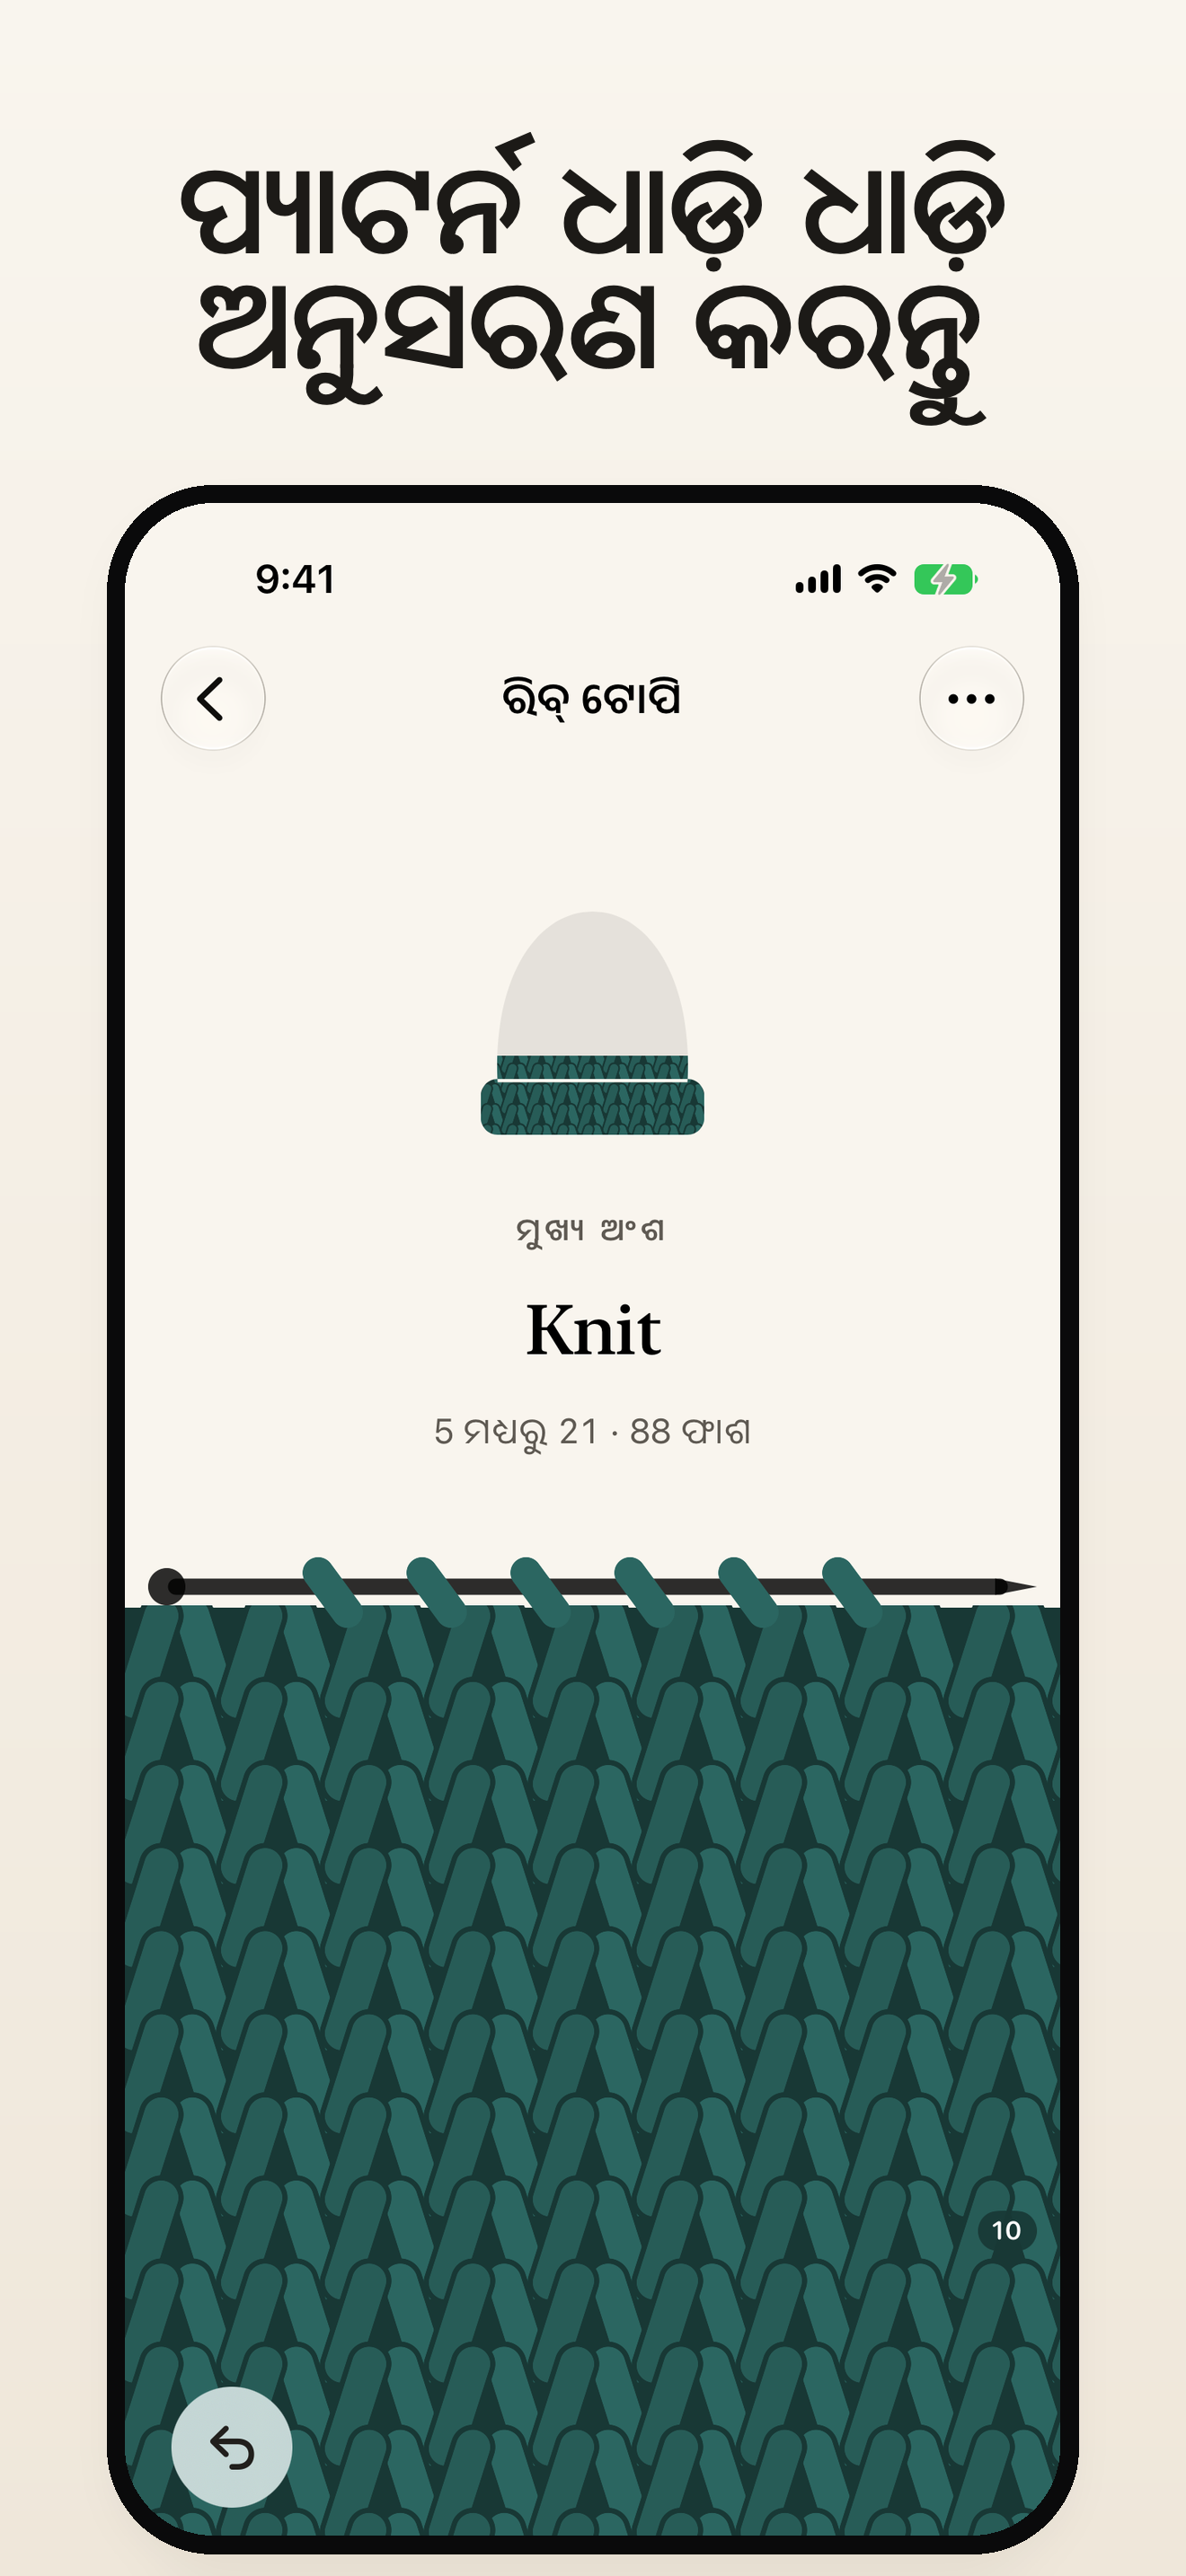 ପ୍ୟାଟର୍ନ ଧାଡ଼ି ଧାଡ଼ି
ଅନୁସରଣ କରନ୍ତୁ
9:41
ରିବ୍ ଟୋପି
ମୁଖ୍ୟ ଅଂଶ
Knit
5 ମଧ୍ୟରୁ 21 · 88 ଫାଶ
10